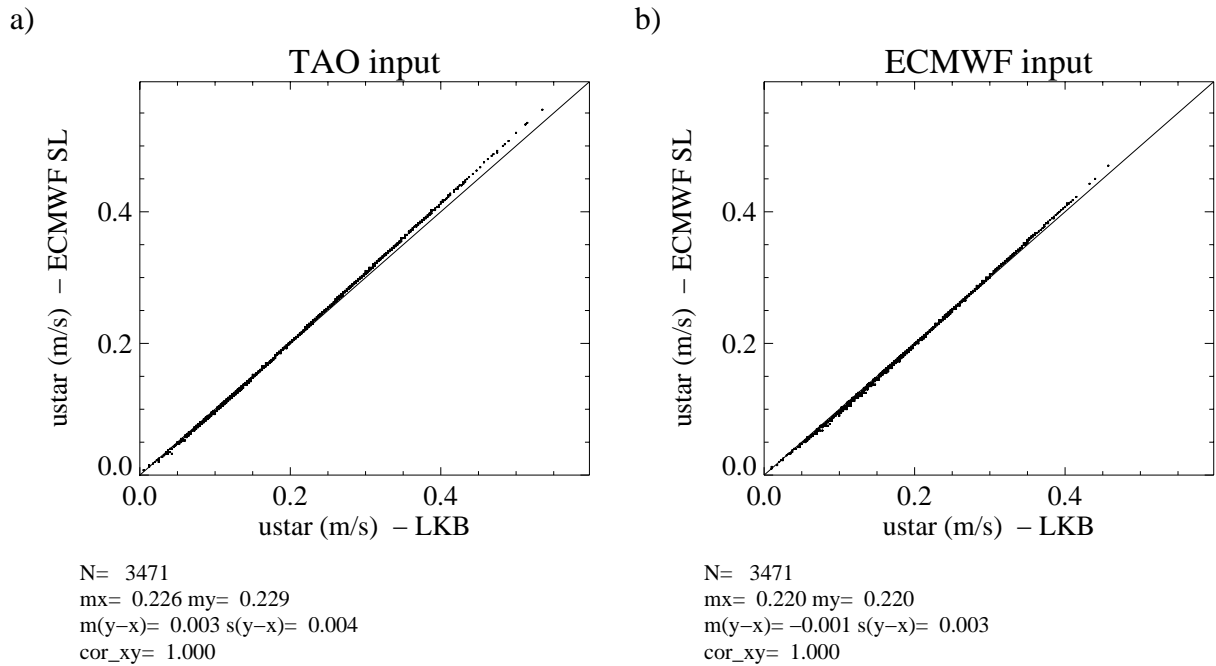 a)
TAO input
ustar (m/s) – ECMWF SL
0.4
0.2
0.0
0.0 0.2 0.4
ustar (m/s) – LKB
N= 3471
mx= 0.226 my= 0.229
m(y−x)= 0.003 s(y−x)= 0.004
cor_xy= 1.000
b)
ECMWF input
ustar (m/s) – ECMWF SL
0.4
0.2
0.0
0.0 0.2 0.4
ustar (m/s) – LKB
N= 3471
mx= 0.220 my= 0.220
m(y−x)= −0.001 s(y−x)= 0.003
cor_xy= 1.000